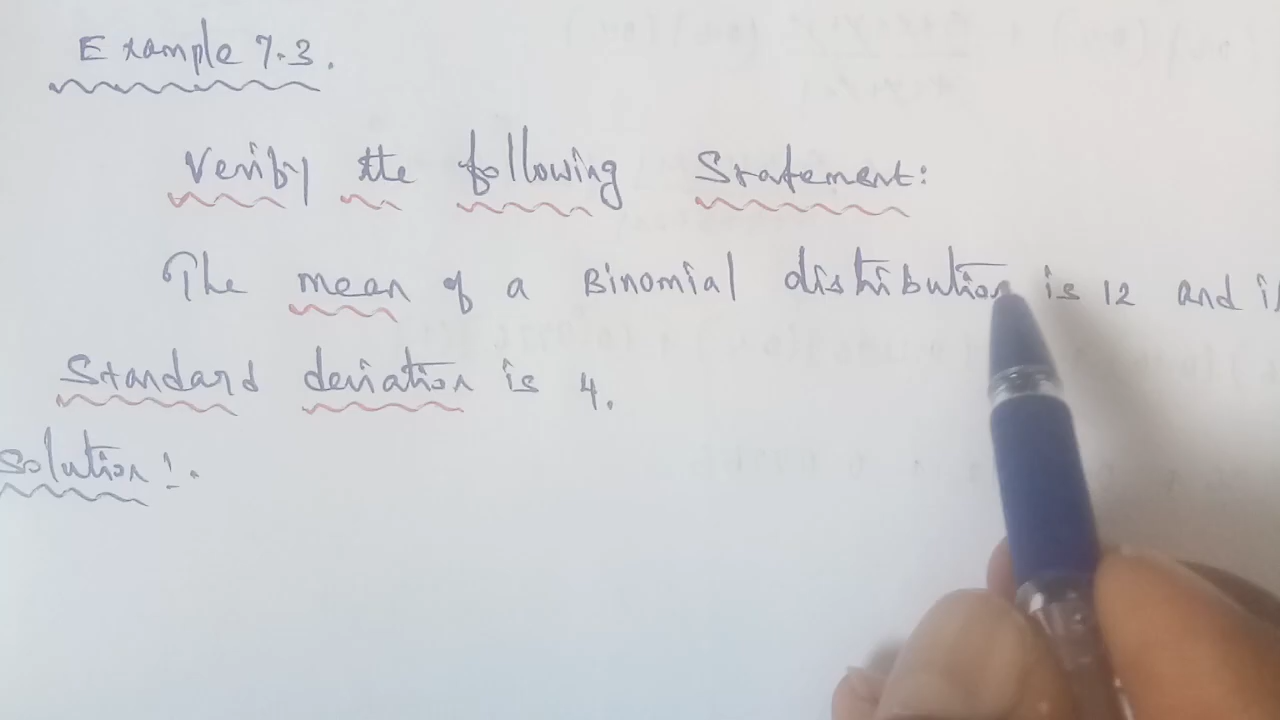 Example 7.3.
Verify the following Statement:
The mean of a Binomial distribution is 12 and
Standard deviation is 4.
Solution:-